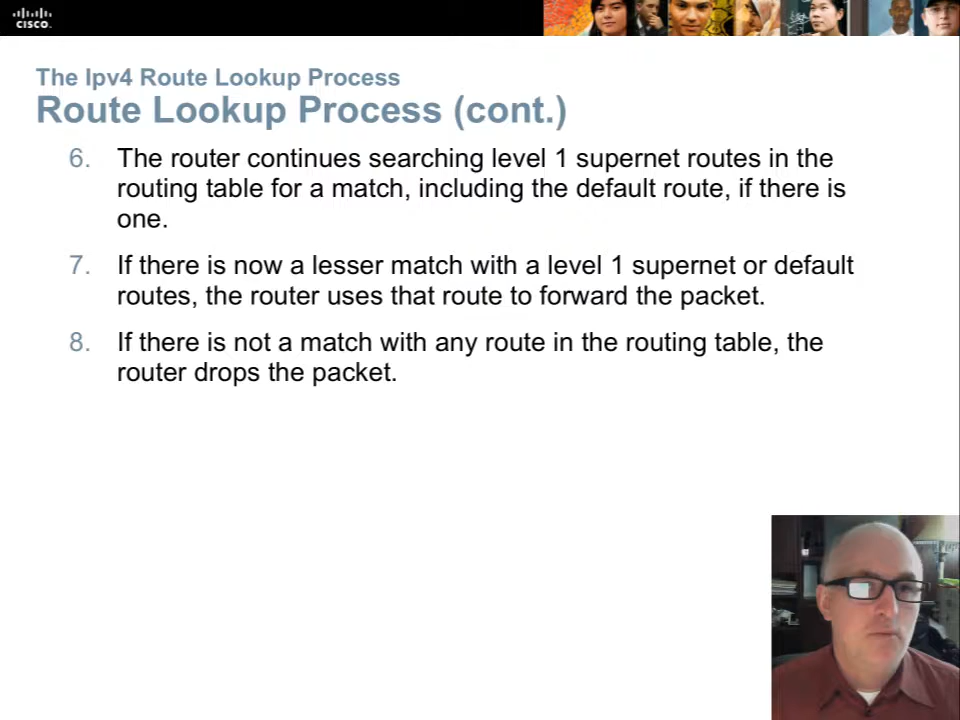 CISCO
The Ipv4 Route Lookup Process
Route Lookup Process (cont.)
6. The router continues searching level 1 supernet routes in the
routing table for a match, including the default route, if there is
one.
7. If there is now a lesser match with a level 1 supernet or default
routes, the router uses that route to forward the packet.
8. If there is not a match with any route in the routing table, the
router drops the packet.